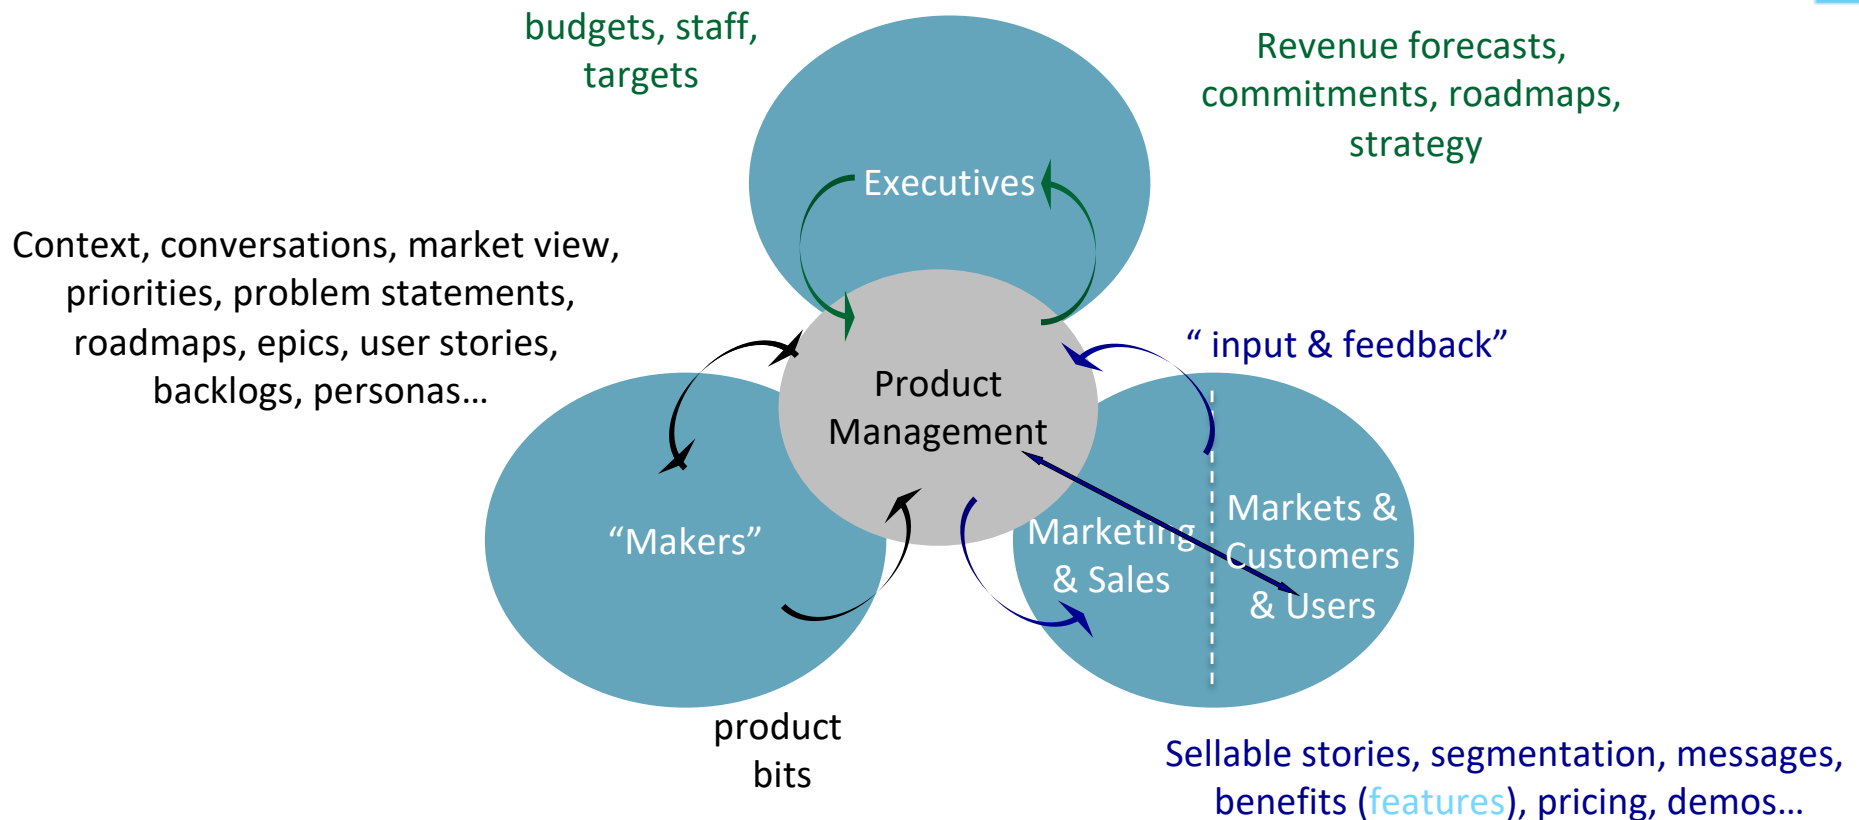 budgets, staff,
targets
Revenue forecasts,
commitments, roadmaps,
strategy
Executives
Context, conversations, market view,
priorities, problem statements,
roadmaps, epics, user stories,
backlogs, personas…
“ input & feedback”
Product
Management
“Makers”
Marketing
& Sales
Markets &
Customers
& Users
product
bits
Sellable stories, segmentation, messages,
benefits (features), pricing, demos…